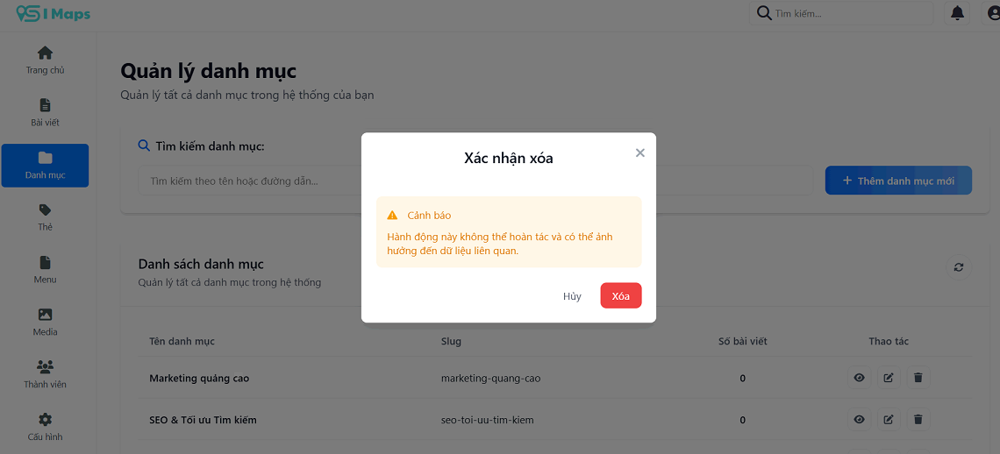 SI Maps
Tìm kiếm...
Trang chủ
Bài viết
Danh mục
Thẻ
Menu
Media
Thành viên
Cấu hình
Quản lý danh mục
Quản lý tất cả danh mục trong hệ thống của bạn
Tìm kiếm danh mục:
Tìm kiếm theo tên hoặc đường dẫn...
+ Thêm danh mục mới
Xác nhận xóa
Cảnh báo
Hành động này không thể hoàn tác và có thể ảnh
hưởng đến dữ liệu liên quan.
Hủy Xóa
Danh sách danh mục
Quản lý tất cả danh mục trong hệ thống
Tên danh mục Slug Số bài viết Thao tác
Marketing quảng cáo marketing-quang-cao 0
SEO & Tối ưu Tìm kiếm seo-toi-uu-tim-kiem 0